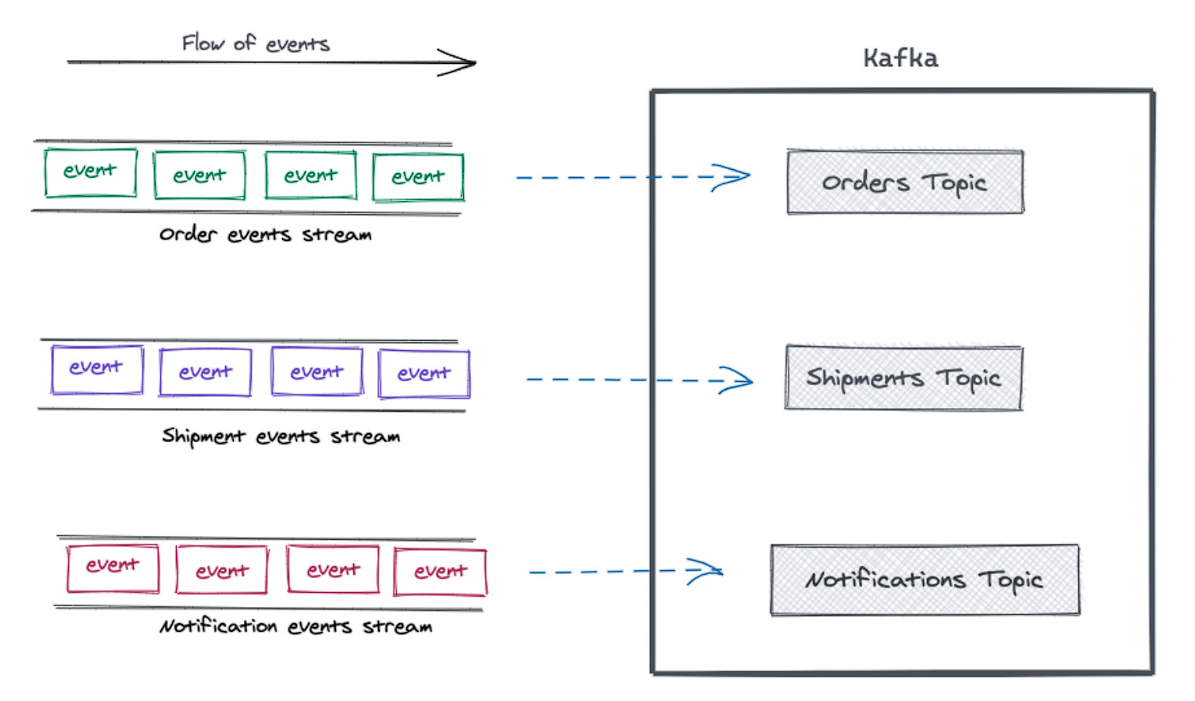 Flow of events
Kafka
event event event event
Orders Topic
Order events stream
event event event event
Shipments Topic
Shipment events stream
event event event event
Notifications Topic
Notification events stream